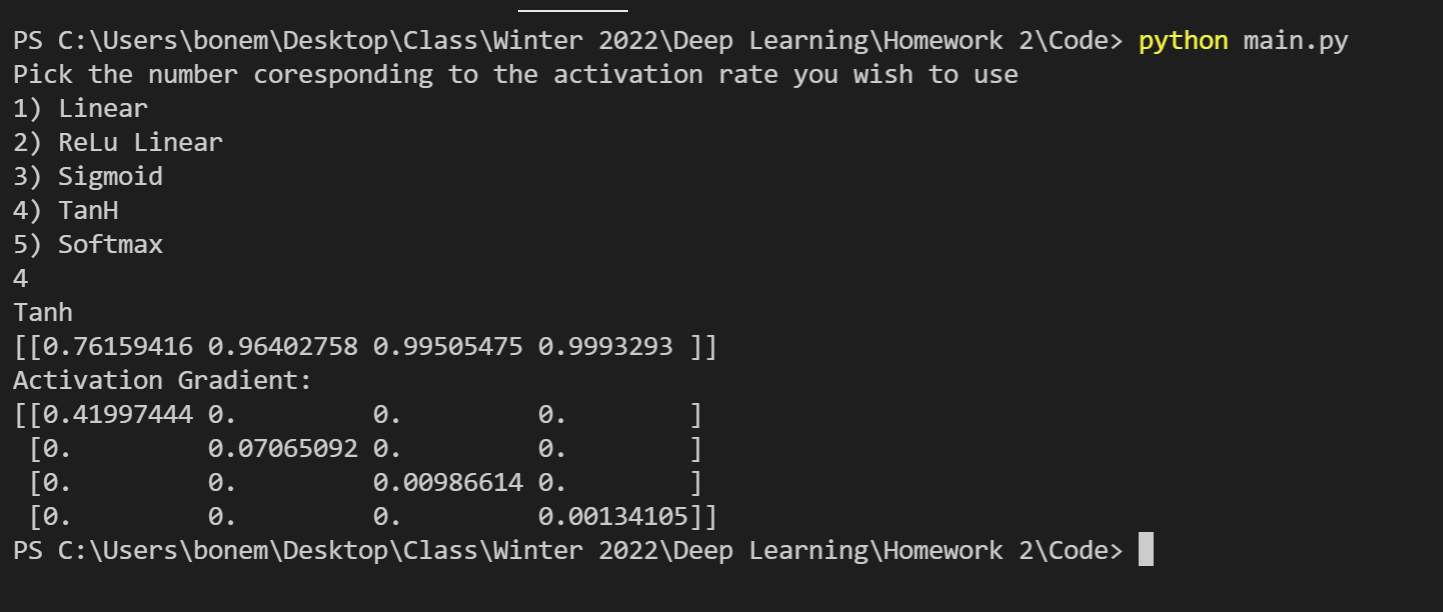 PS C:\Users\bonem\Desktop\Class\Winter 2022\Deep Learning\Homework 2\Code> python main.py
Pick the number coresponding to the activation rate you wish to use
1) Linear
2) ReLu Linear
3) Sigmoid
4) TanH
5) Softmax
4
Tanh
[[0.76159416 0.96402758 0.99505475 0.9993293 ]]
Activation Gradient:
[[0.41997444 0.         0.         0.        ]
 [0.         0.07065092 0.         0.        ]
 [0.         0.         0.00986614 0.        ]
 [0.         0.         0.         0.00134105]]
PS C:\Users\bonem\Desktop\Class\Winter 2022\Deep Learning\Homework 2\Code>